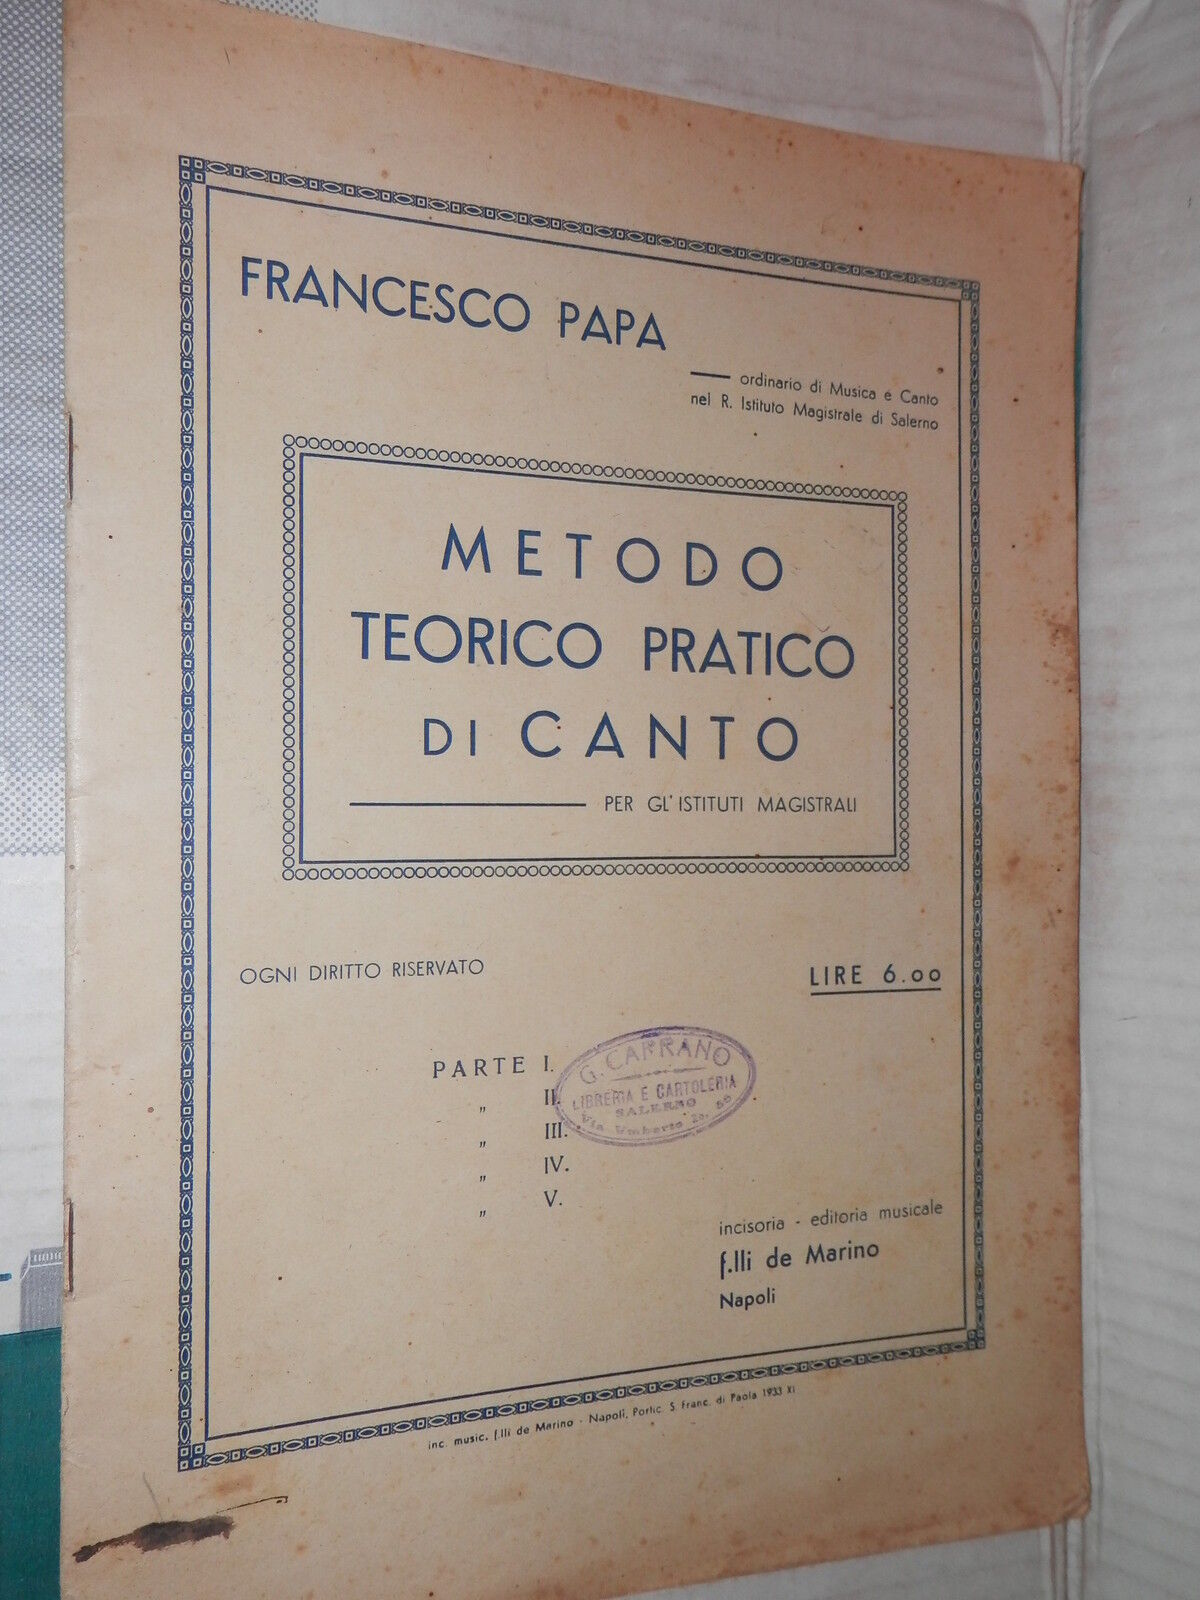 FRANCESCO PAPA
ordinario di Musica e Canto
nel R. Istituto Magistrale di Salerno
METODO
TEORICO PRATICO
DI CANTO
PER GL'ISTITUTI MAGISTRALI
OGNI DIRITTO RISERVATO
LIRE 6.00
PARTE I.
„ II.
„ III.
„ IV.
„ V.
G. CARRANO
LIBRERIA E CARTOLERIA
SALERNO
Via Umberto
incisoria - editoria musicale
f.lli de Marino
Napoli
inc. music. f.lli de Marino - Napoli, Portic. S. Franc. di Paola 1933 XI